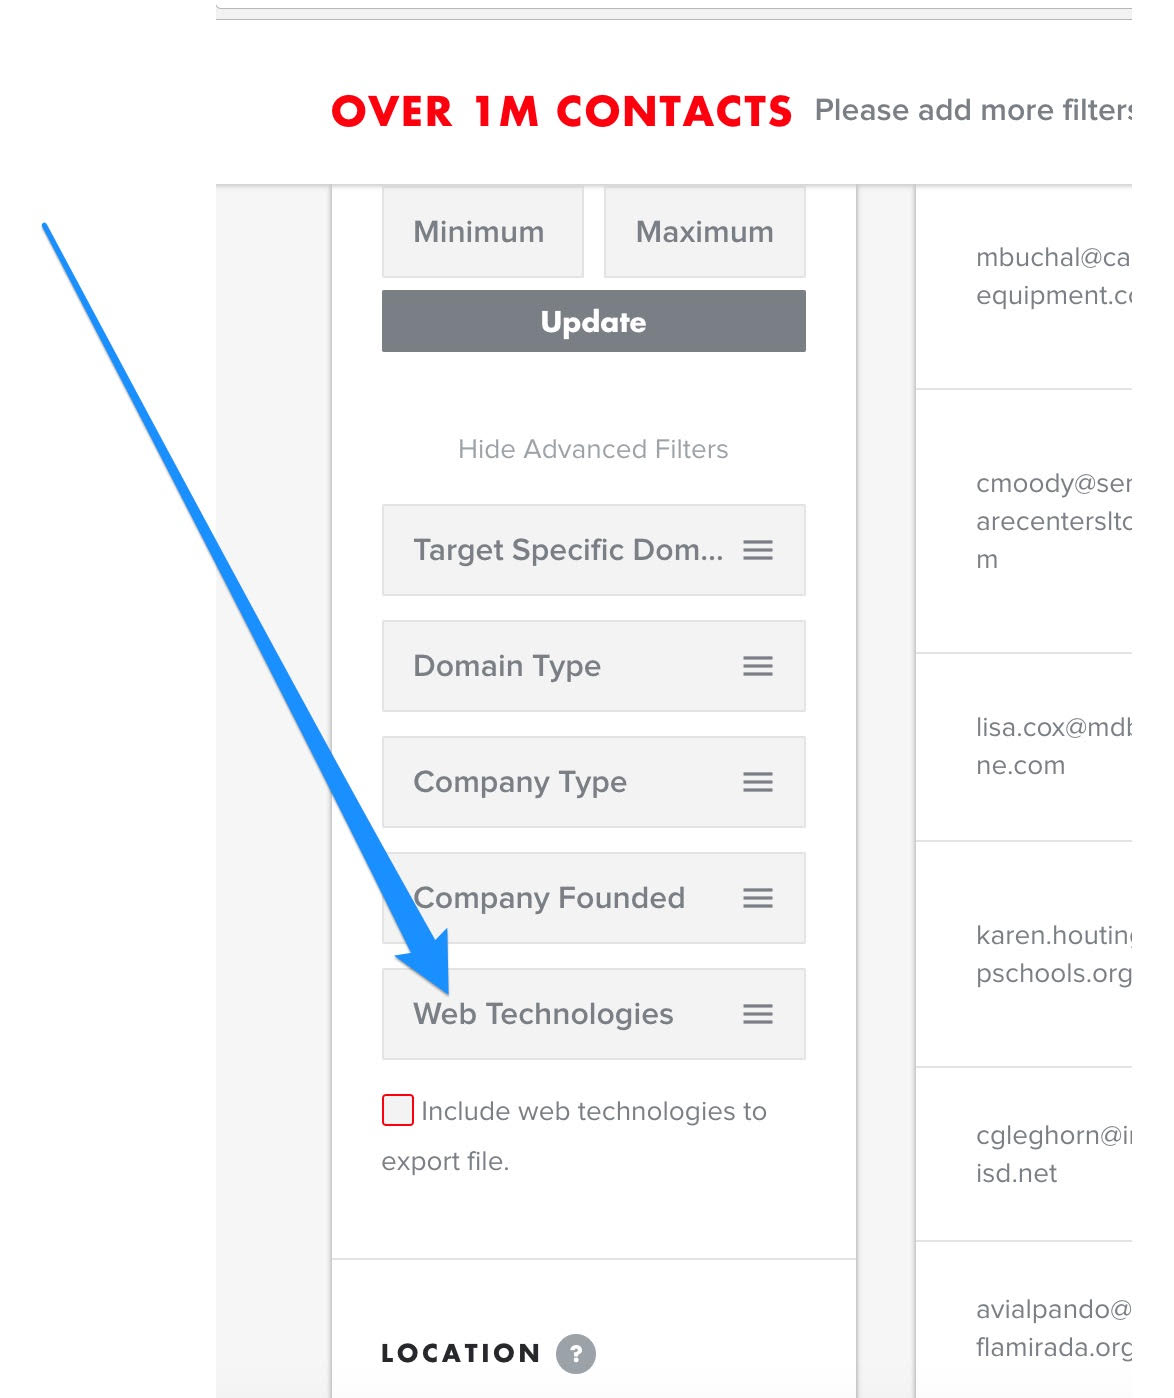 OVER 1M CONTACTS Please add more filters
Minimum Maximum
Update
Hide Advanced Filters
Target Specific Dom...
Domain Type
Company Type
Company Founded
Web Technologies
Include web technologies to
export file.
LOCATION ?
mbuchal@ca
equipment.co
cmoody@ser
arecentersltc
m
lisa.cox@mdb
ne.com
karen.houting
pschools.org
cgleghorn@i
isd.net
avialpando@
flamirada.org